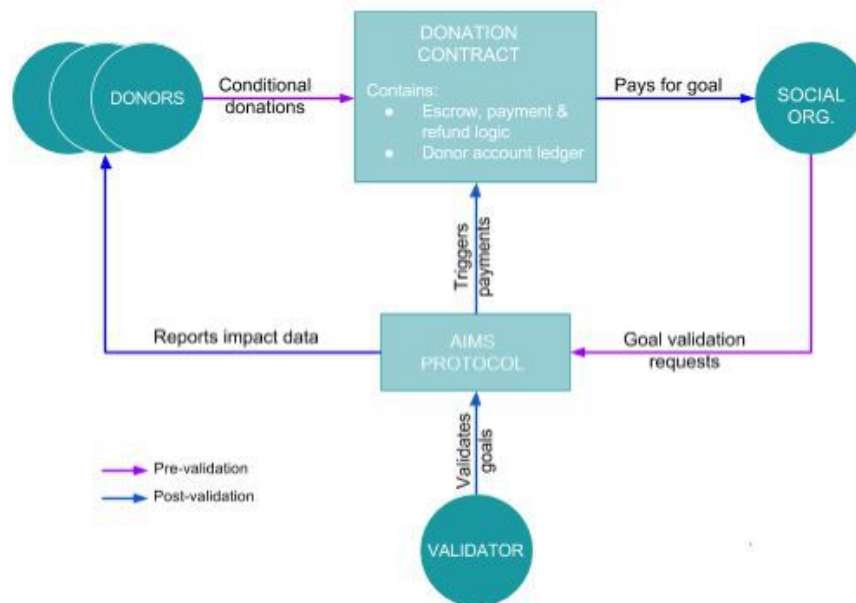 DONATION
CONTRACT
Contains:
● Escrow, payment &
refund logic
● Donor account ledger
DONORS
Conditional
donations
Pays for goal
SOCIAL
ORG.
Triggers
payments
Reports impact data
AIMS
PROTOCOL
Goal validation
requests
Validates
goals
Pre-validation
Post-validation
VALIDATOR